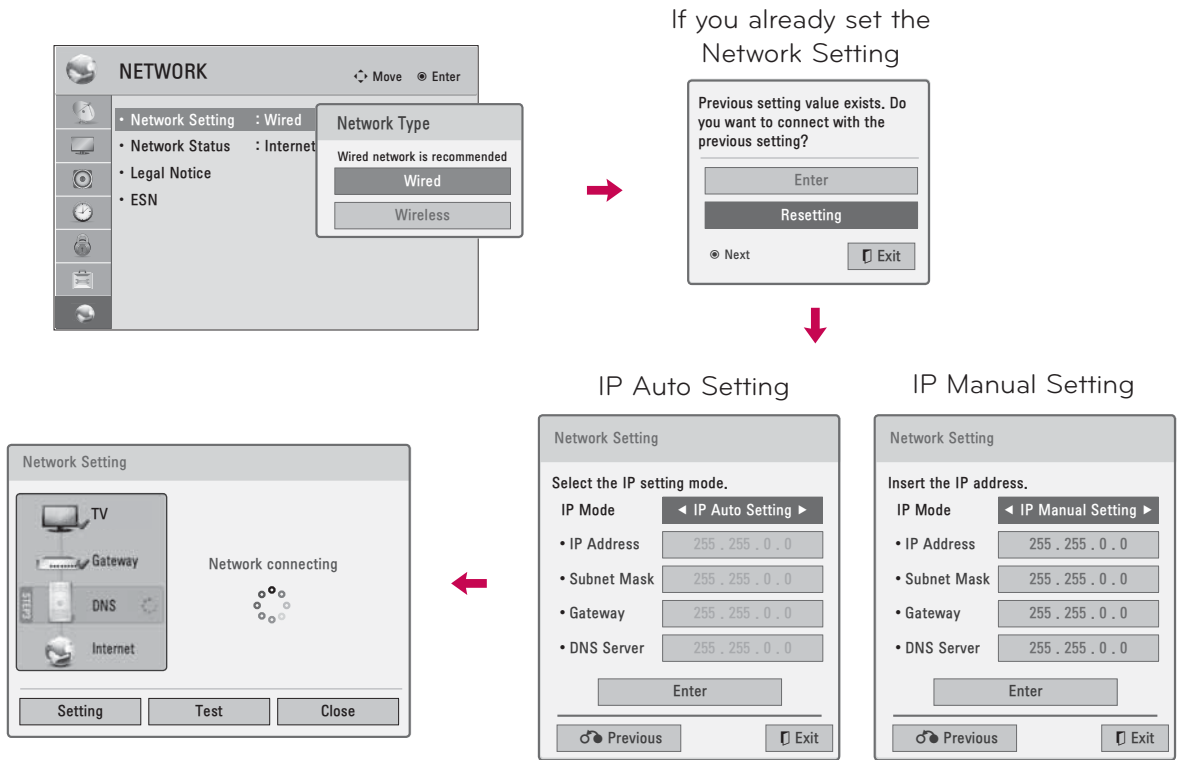 If you already set the
Network Setting
NETWORK
Move
Enter
• Network Setting : Wired
• Network Status : Internet
• Legal Notice
• ESN
Network Type
Wired network is recommended
Wired
Wireless
Previous setting value exists. Do
you want to connect with the
previous setting?
Enter
Resetting
Next
Exit
IP Auto Setting
Network Setting
Select the IP setting mode.
IP Mode ◄ IP Auto Setting ►
• IP Address 255 . 255 . 0 . 0
• Subnet Mask 255 . 255 . 0 . 0
• Gateway 255 . 255 . 0 . 0
• DNS Server 255 . 255 . 0 . 0
Enter
Previous
Exit
IP Manual Setting
Network Setting
Insert the IP address.
IP Mode ◄ IP Manual Setting ►
• IP Address 255 . 255 . 0 . 0
• Subnet Mask 255 . 255 . 0 . 0
• Gateway 255 . 255 . 0 . 0
• DNS Server 255 . 255 . 0 . 0
Enter
Previous
Exit
Network Setting
TV
Gateway
STEP3
DNS
Internet
Network connecting
Setting
Test
Close